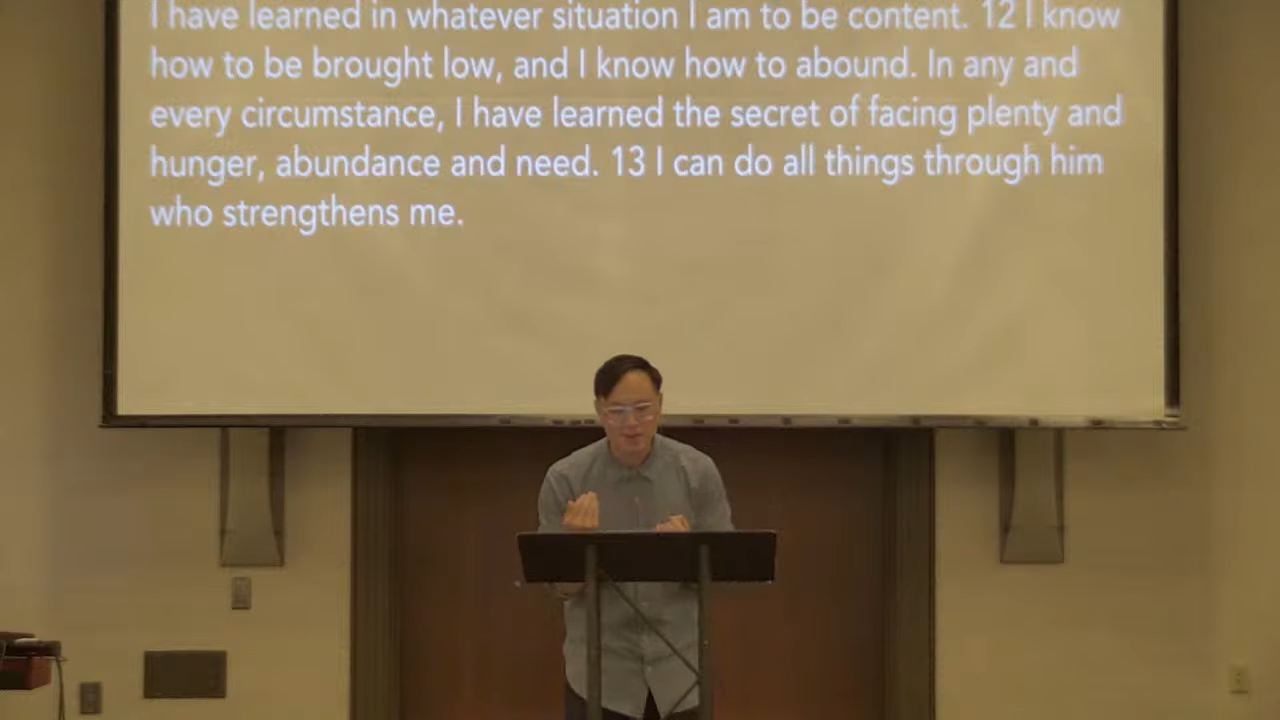 I have learned in whatever situation I am to be content. 12 I know
how to be brought low, and I know how to abound. In any and
every circumstance, I have learned the secret of facing plenty and
hunger, abundance and need. 13 I can do all things through him
who strengthens me.